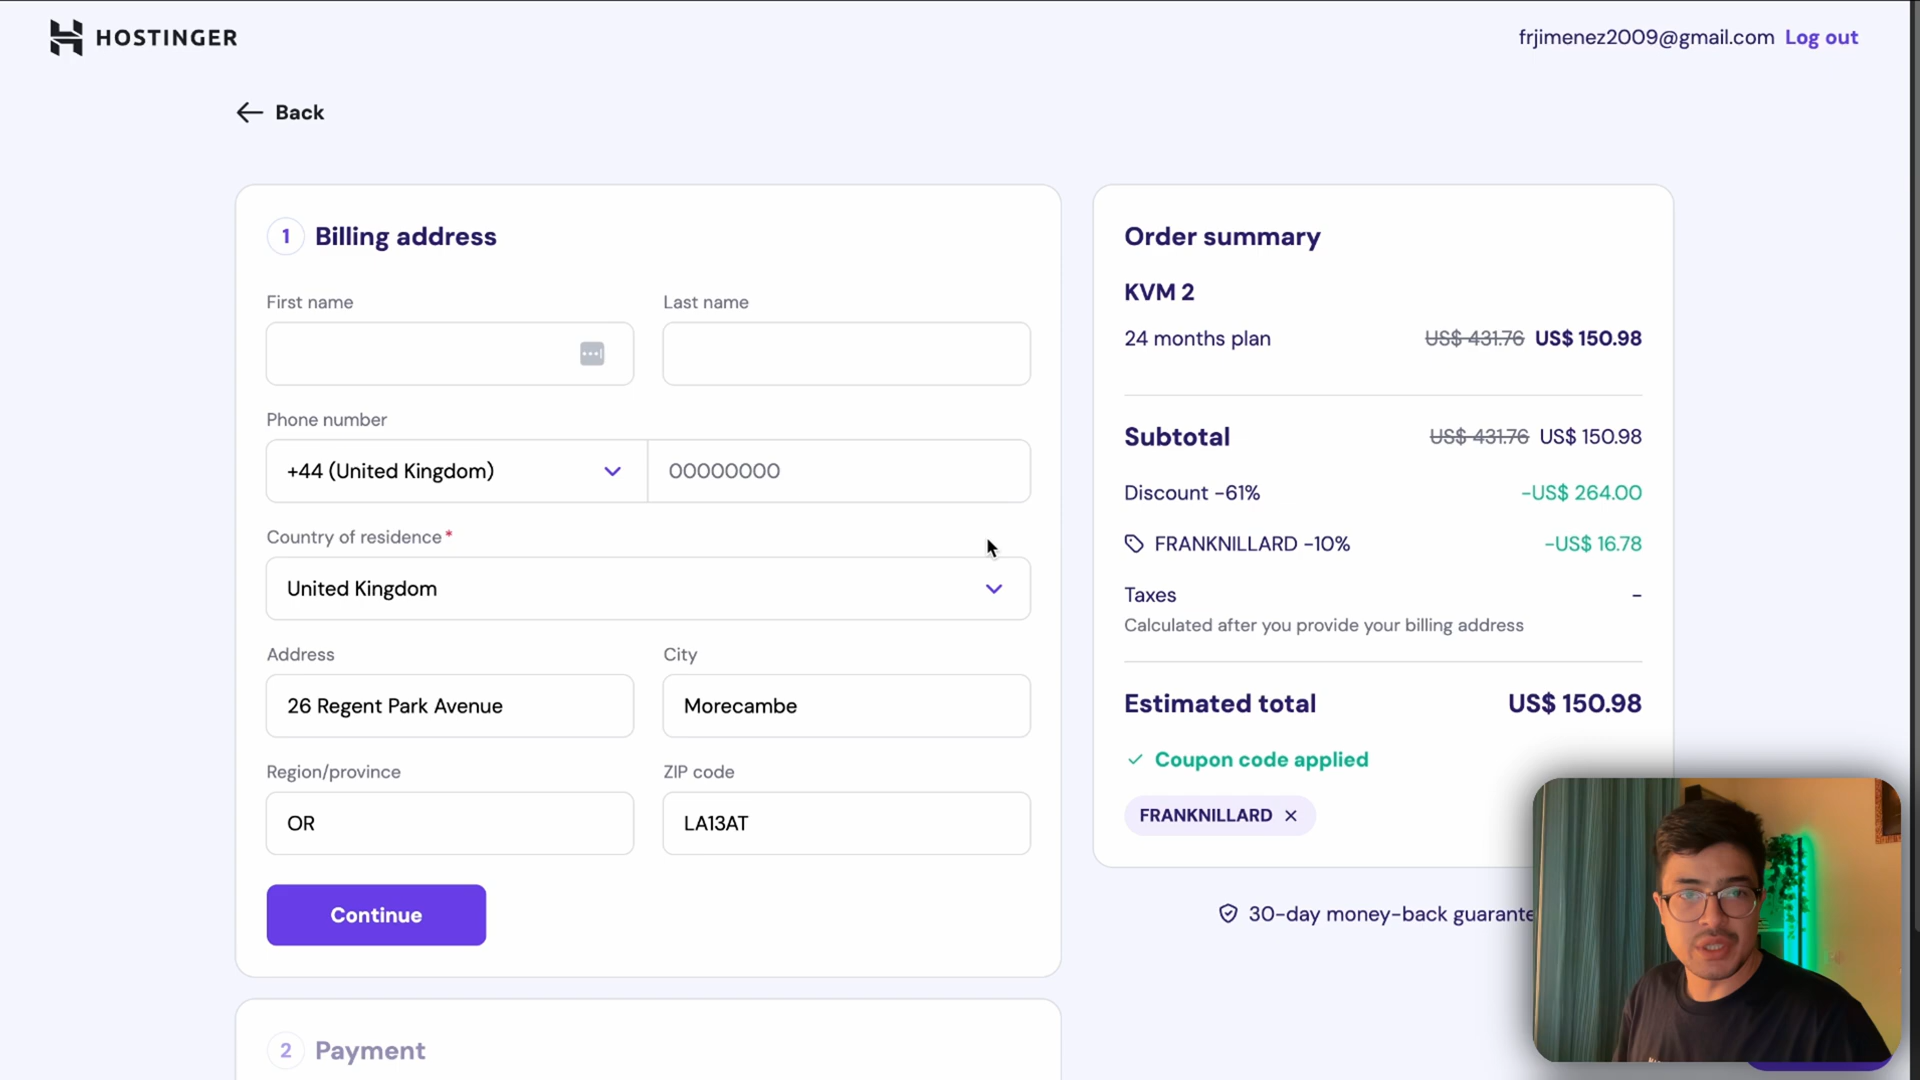 HOSTINGER
frjimenez2009@gmail.com Log out
Back
1 Billing address
First name
Last name
Phone number
+44 (United Kingdom)
00000000
Country of residence*
United Kingdom
Address
City
26 Regent Park Avenue
Morecambe
Region/province
ZIP code
OR
LA13AT
Continue
2 Payment
Order summary
KVM 2
24 months plan US$ 431.76 US$ 150.98
Subtotal US$ 431.76 US$ 150.98
Discount -61% -US$ 264.00
FRANKNILLARD -10% -US$ 16.78
Taxes -
Calculated after you provide your billing address
Estimated total US$ 150.98
Coupon code applied
FRANKNILLARD
30-day money-back guarante